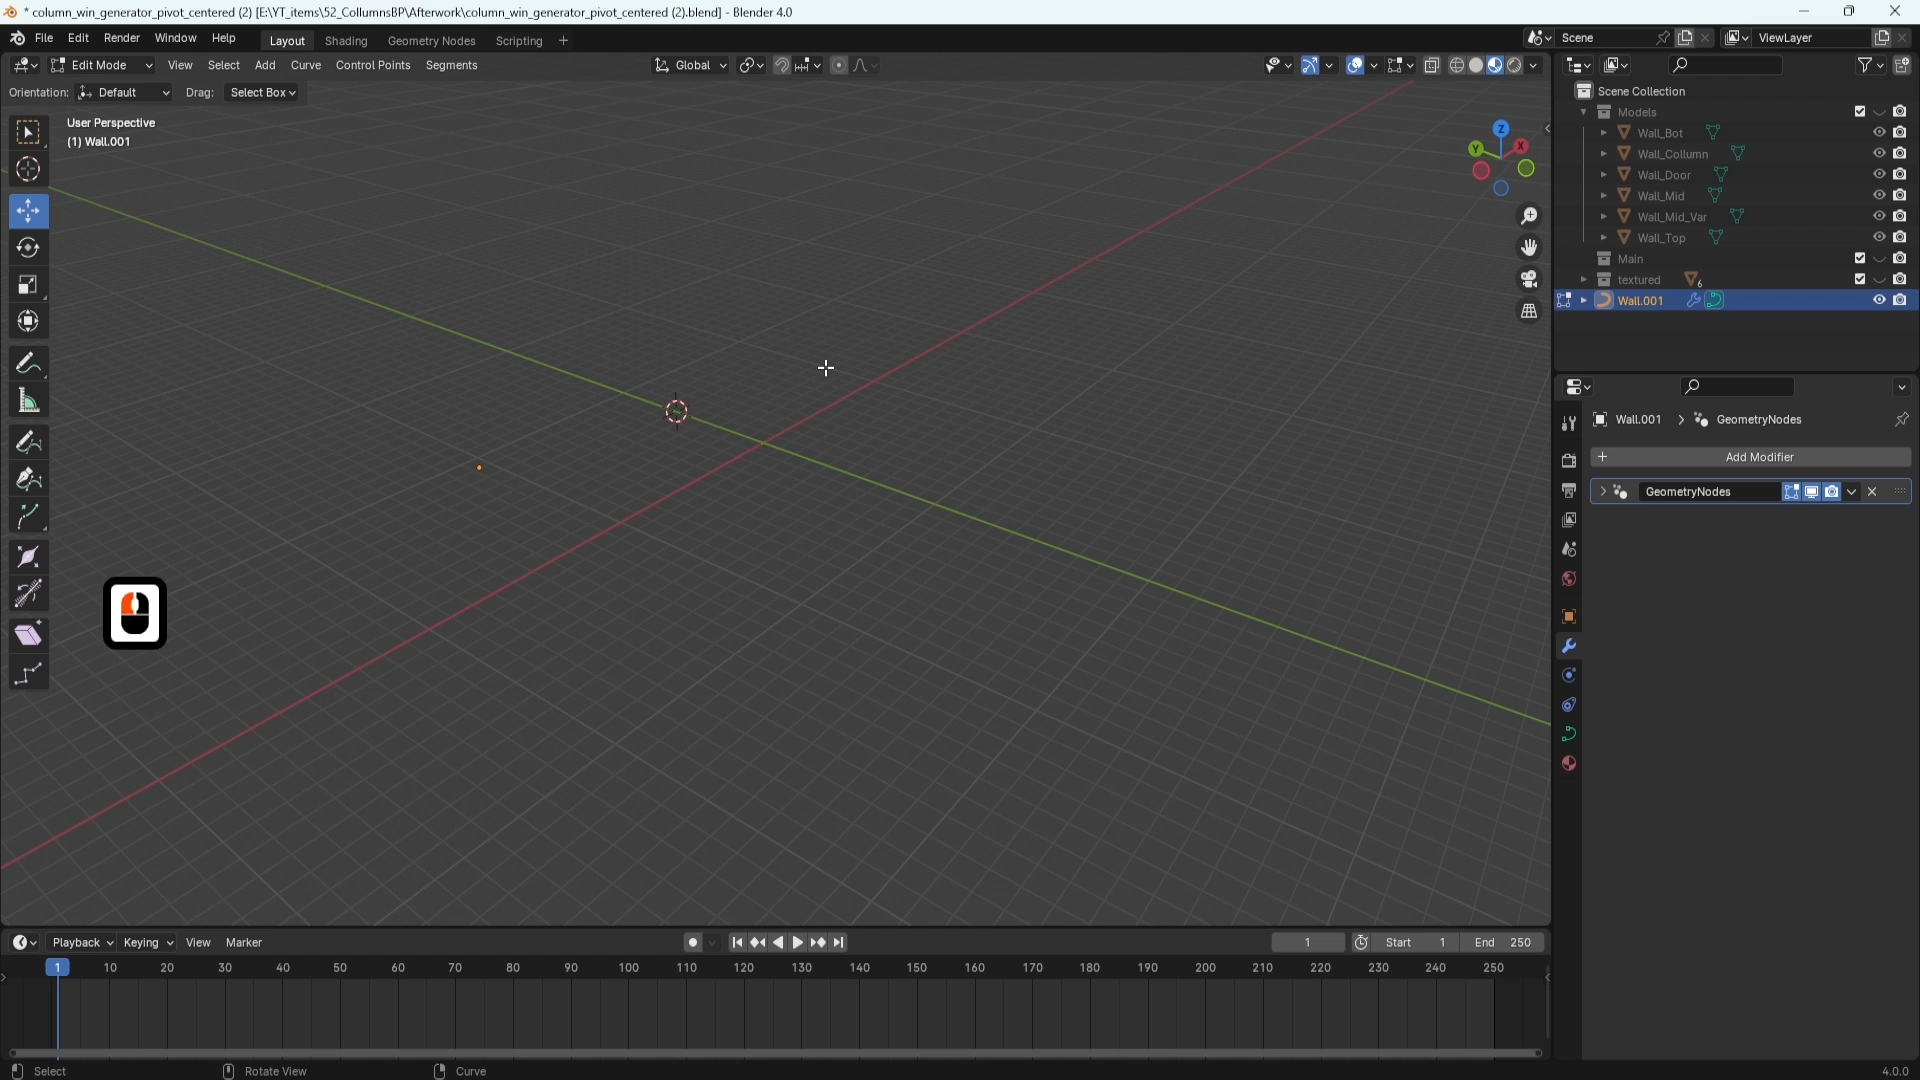 * column_win_generator_pivot_centered (2) [E:\YT_items\52_CollumnsBP\Afterwork\column_win_generator_pivot_centered (2).blend] - Blender 4.0
File Edit Render Window Help Layout Shading Geometry Nodes Scripting + Scene ViewLayer
Edit Mode View Select Add Curve Control Points Segments Global
Orientation: Default Drag: Select Box
User Perspective
(1) Wall.001
Z
Y
X
Scene Collection
Models
Wall_Bot
Wall_Collumn
Wall_Door
Wall_Mid
Wall_Mid_Var
Wall_Top
Main
textured 6
Wall.001
Wall.001 > GeometryNodes
+ Add Modifier
GeometryNodes
Playback Keying View Marker 1 Start 1 End 250
1 10 20 30 40 50 60 70 80 90 100 110 120 130 140 150 160 170 180 190 200 210 220 230 240 250
Select Rotate View Curve 4.0.0